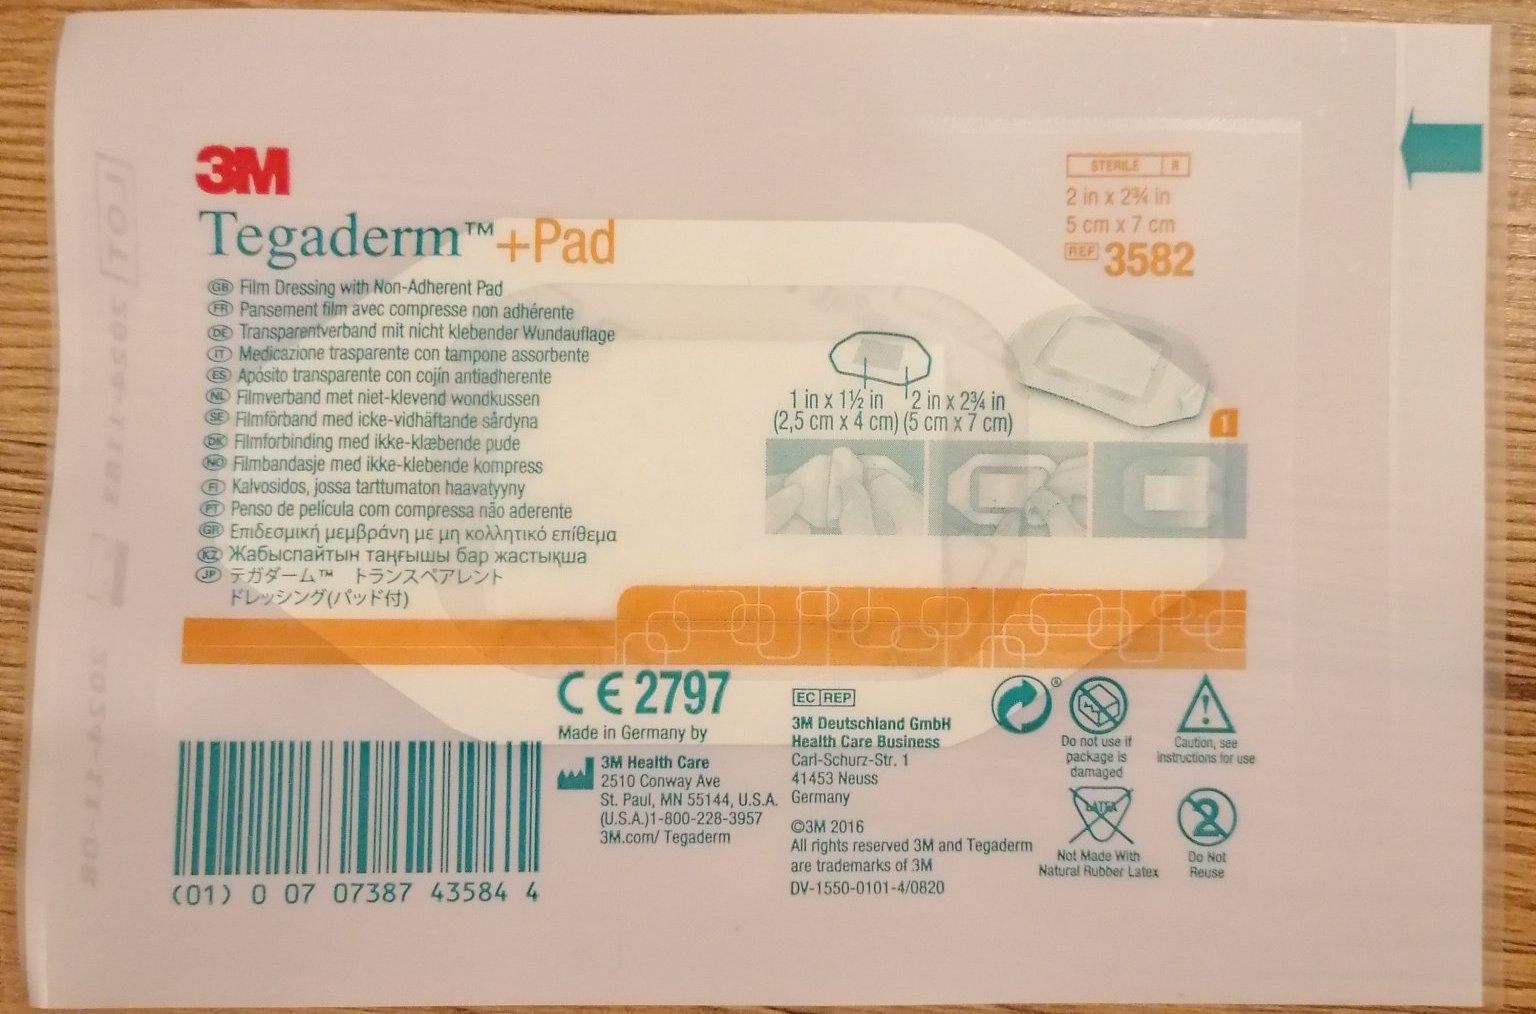 3M
Tegaderm™ +Pad
GB Film Dressing with Non-Adherent Pad
FR Pansement film avec compresse non adhérente
DE Transparentverband mit nicht klebender Wundauflage
IT Medicazione trasparente con tampone assorbente
ES Apósito transparente con cojín antiadherente
NL Filmverband met niet-klevend wondkussen
SE Filmförband med icke-vidhäftande sårdyna
DK Filmforbinding med ikke-klæbende pude
NO Filmbandasje med ikke-klebende kompress
FI Kalvosidos, jossa tarttumaton haavatyyny
PT Penso de película com compressa não aderente
GR Επιδεσμική μεμβράνη με μη κολλητικό επίθεμα
KZ Жабыспайтын таңғышы бар жастықша
JP テガダーム™ トランスペアレント
ドレッシング(パッド付)
STERILE R
2 in x 2¾ in
5 cm x 7 cm
REF 3582
1 in x 1½ in 2 in x 2¾ in
(2,5 cm x 4 cm) (5 cm x 7 cm)
1
(01) 0 07 07387 43584 4
CE 2797
Made in Germany by
3M Health Care
2510 Conway Ave
St. Paul, MN 55144, U.S.A.
(U.S.A.)1-800-228-3957
3M.com/ Tegaderm
EC REP
3M Deutschland GmbH
Health Care Business
Carl-Schurz-Str. 1
41453 Neuss
Germany
©3M 2016
All rights reserved 3M and Tegaderm
are trademarks of 3M
DV-1550-0101-4/0820
®
Do not use if
package is
damaged
Caution, see
instructions for use
LATEX
Not Made With
Natural Rubber Latex
2
Do Not
Reuse
LOT